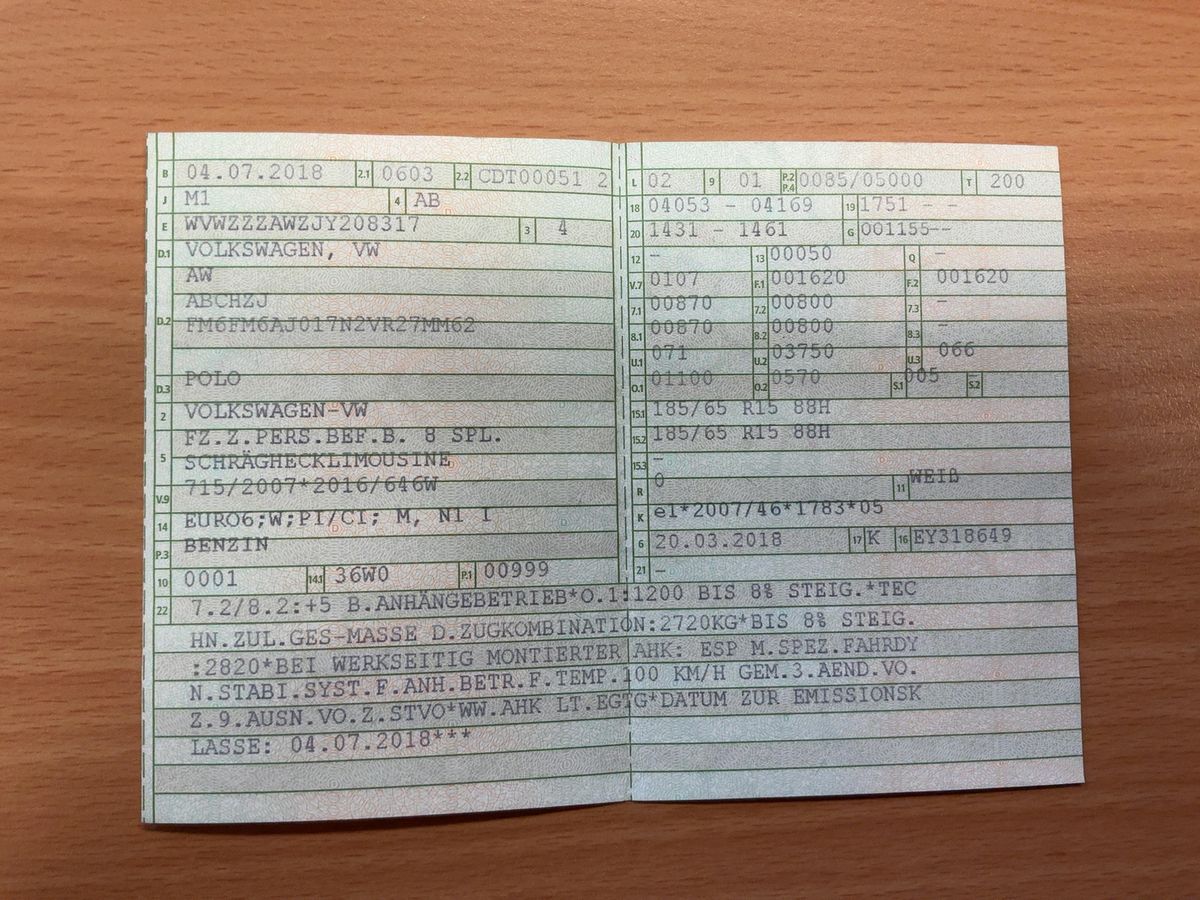 B 04.07.2018 2.1 0603 2.2 CDT00051 2
J M1 4 AB
E WVWZZZAWZJY208317 3 4
D.1 VOLKSWAGEN, VW
AW
D.2 ABCHZJ
FM6FM6AJ017N2VR27MM62
D.3 POLO
2 VOLKSWAGEN-VW
5 FZ.Z.PERS.BEF.B. 8 SPL.
SCHRÄGHECKLIMOUSINE
V.9 715/2007*2016/646W
14 EURO6;W;PI/CI; M, N1 I
P.3 BENZIN
10 0001 14.1 36W0 P.1 00999
L 02 9 01 P.2 P.4 0085/05000 T 200
18 04053 - 04169 19 1751 - -
20 1431 - 1461 G 001155--
12 - 13 00050 Q -
V.7 0107 F.1 001620 F.2 001620
7.1 00870 7.2 00800 7.3 -
8.1 00870 8.2 00800 8.3 -
U.1 071 U.2 03750 U.3 066
O.1 01100 O.2 0570 S.1 005 S.2 -
15.1 185/65 R15 88H
15.2 185/65 R15 88H
15.3 -
R 0 11 WEIß
K e1*2007/46*1783*05
6 20.03.2018 17 K 16 EY318649
21 -
22 7.2/8.2:+5 B.ANHÄNGEBETRIEB*O.1:1200 BIS 8% STEIG.*TEC
HN.ZUL.GES-MASSE D.ZUGKOMBINATION:2720KG*BIS 8% STEIG.
:2820*BEI WERKSEITIG MONTIERTER AHK: ESP M.SPEZ.FAHRDY
N.STABI.SYST.F.ANH.BETR.F.TEMP.100 KM/H GEM.3.AEND.VO.
Z.9.AUSN.VO.Z.STVO*WW.AHK LT.EGTG*DATUM ZUR EMISSIONSK
LASSE: 04.07.2018***